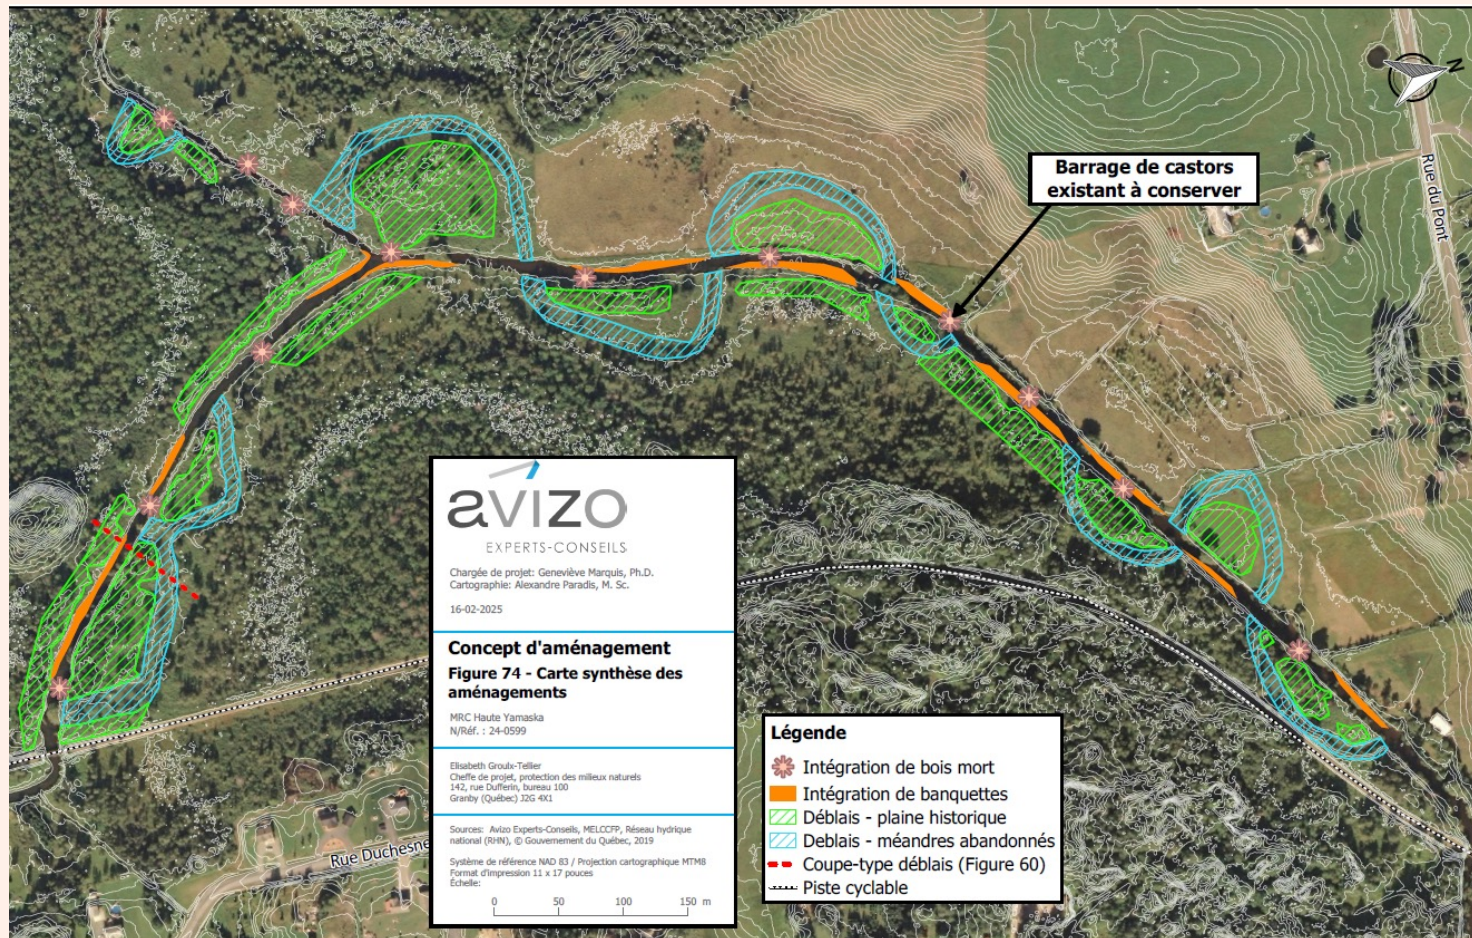 N
Rue du Pont
Barrage de castors
existant à conserver
avizo
EXPERTS-CONSEILS
Chargée de projet: Geneviève Marquis, Ph.D.
Cartographie: Alexandre Paradis, M. Sc.
16-02-2025
Concept d'aménagement
Figure 74 - Carte synthèse des
aménagements
MRC Haute Yamaska
N/Réf. : 24-0599
Elisabeth Groulx-Tellier
Cheffe de projet, protection des milieux naturels
142, rue Dufferin, bureau 100
Granby (Québec) J2G 4X1
Sources: Avizo Experts-Conseils, MELCCFP, Réseau hydrique
national (RHN), © Gouvernement du Québec, 2019
Système de référence NAD 83 / Projection cartographique MTM8
Format d'impression 11 x 17 pouces
Échelle:
0 50 100 150 m
Rue Duchesne
Légende
Intégration de bois mort
Intégration de banquettes
Déblais - plaine historique
Deblais - méandres abandonnés
Coupe-type déblais (Figure 60)
Piste cyclable